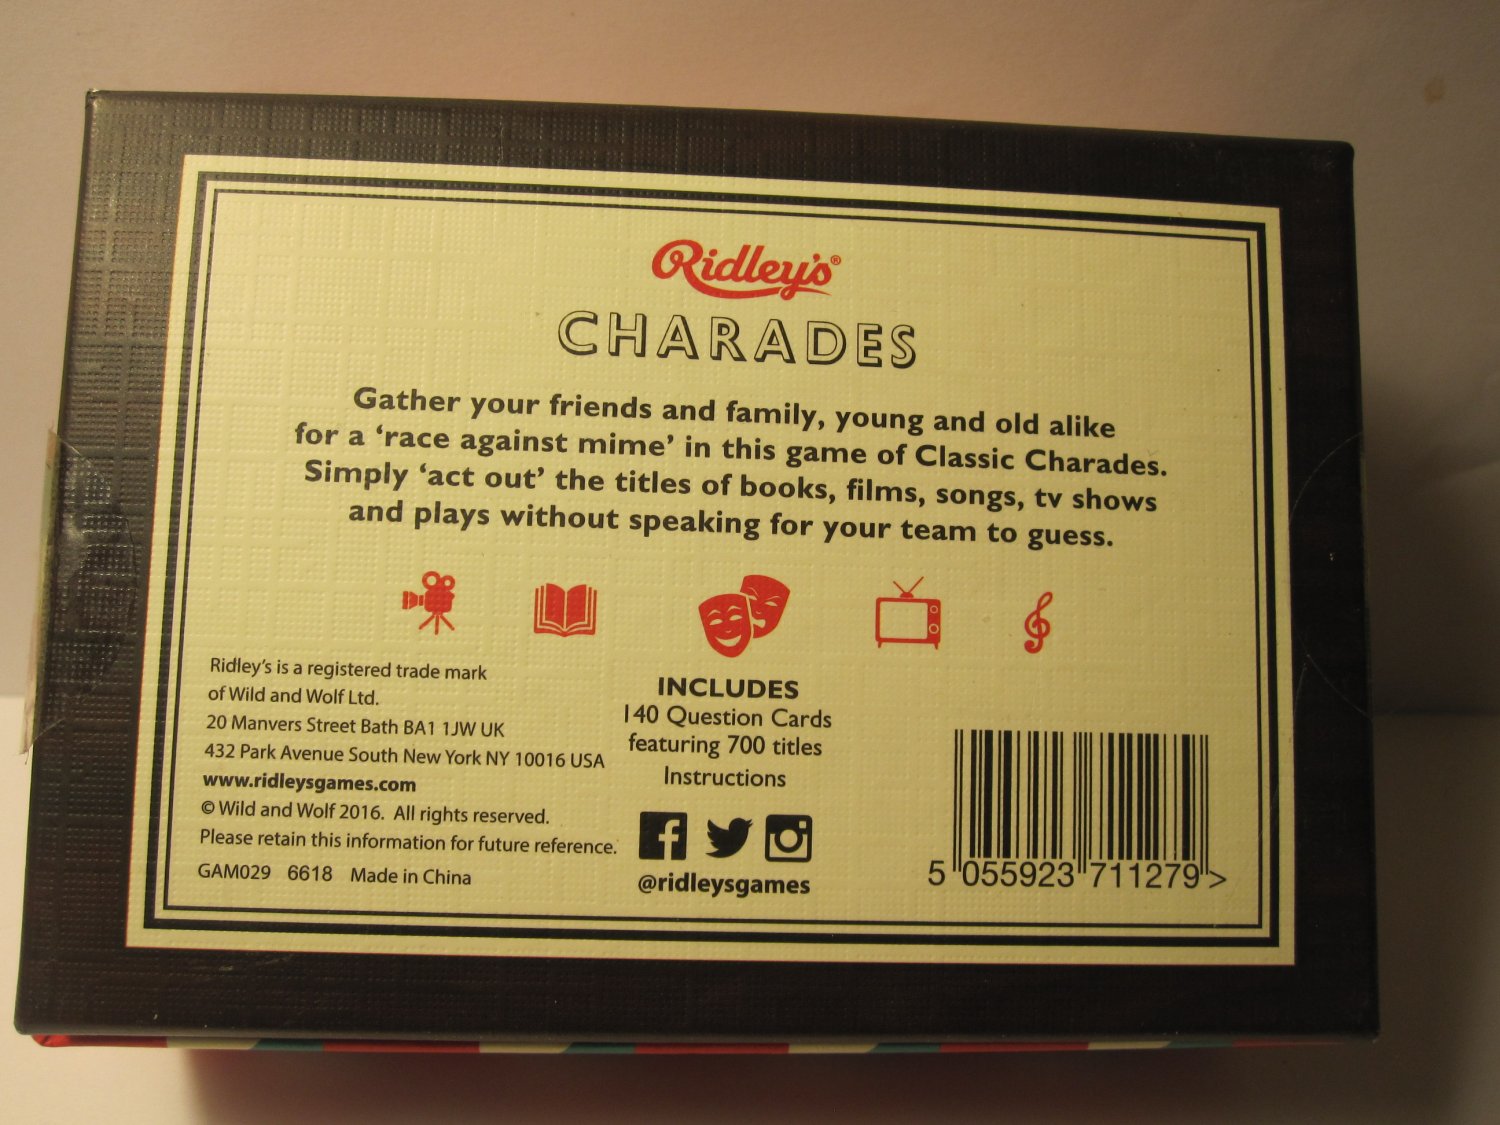 Ridley's®
CHARADES
Gather your friends and family, young and old alike
for a ‘race against mime’ in this game of Classic Charades.
Simply ‘act out’ the titles of books, films, songs, tv shows
and plays without speaking for your team to guess.
Ridley's is a registered trade mark
of Wild and Wolf Ltd.
20 Manvers Street Bath BA1 1JW UK
432 Park Avenue South New York NY 10016 USA
www.ridleysgames.com
© Wild and Wolf 2016. All rights reserved.
Please retain this information for future reference.
GAM029 6618 Made in China
INCLUDES
140 Question Cards
featuring 700 titles
Instructions
@ridleysgames
5 055923 711279 >